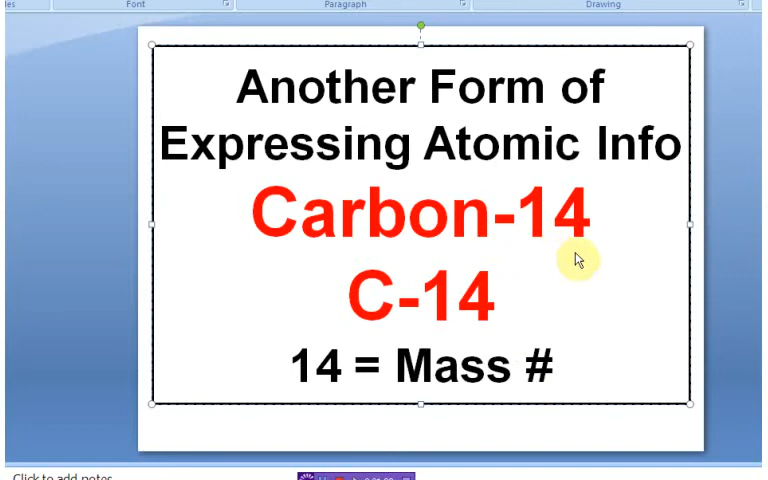 Font
Paragraph
Drawing
Another Form of
Expressing Atomic Info
Carbon-14
C-14
14 = Mass #
Click to add notes